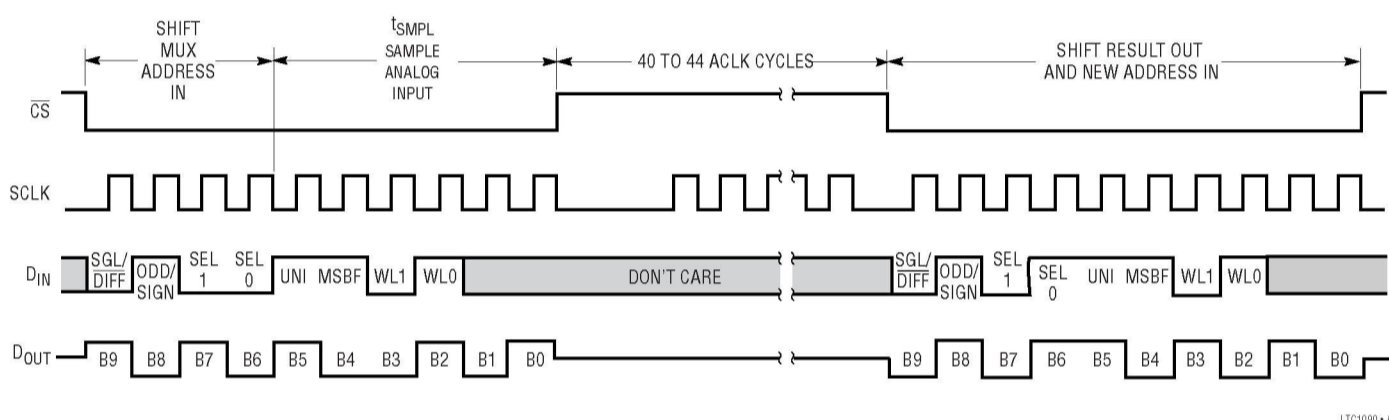 SHIFT
MUX
ADDRESS
IN
tSMPL
SAMPLE
ANALOG
INPUT
40 TO 44 ACLK CYCLES
SHIFT RESULT OUT
AND NEW ADDRESS IN
CS
SCLK
DIN
SGL/
DIFF
ODD/
SIGN
SEL
1
SEL
0
UNI
MSBF
WL1
WL0
DON'T CARE
SGL/
DIFF
ODD/
SIGN
SEL
1
SEL
0
UNI
MSBF
WL1
WL0
DOUT
B9
B8
B7
B6
B5
B4
B3
B2
B1
B0
B9
B8
B7
B6
B5
B4
B3
B2
B1
B0